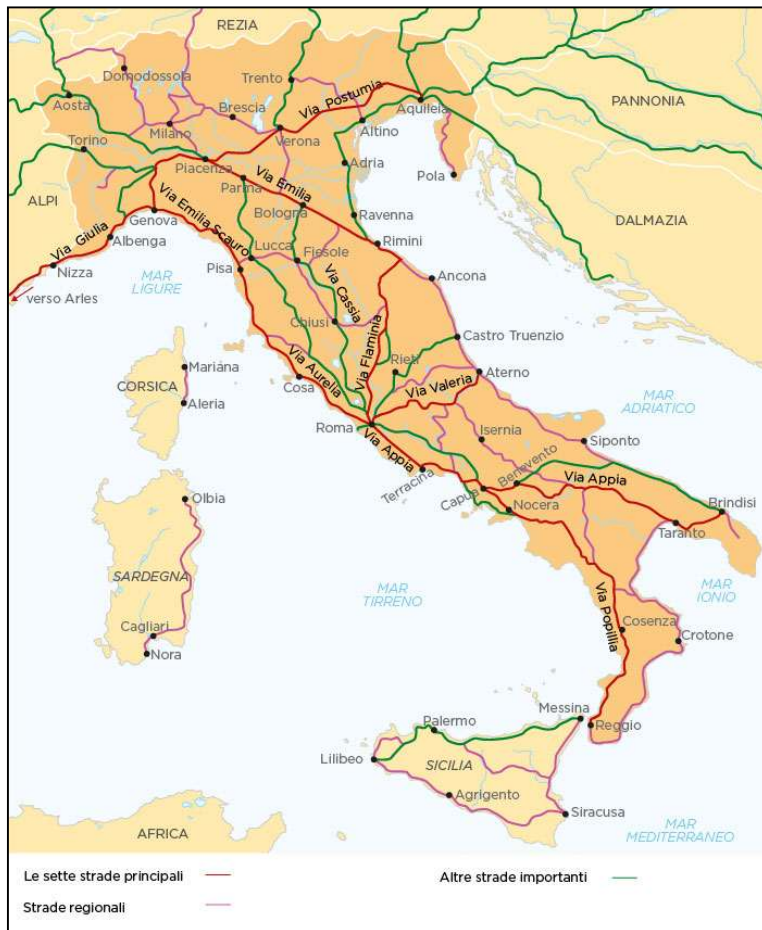 REZIA
Domodossola
Trento
Aosta
Brescia
Via Postumia
Aquileia
PANNONIA
Torino
Milano
Verona
Altino
Piacenza
Adria
Pola
ALPI
Parma
Via Emilia
DALMAZIA
Genova
Via Emilia Scauro
Bologna
Ravenna
Via Giulia
Albenga
Lucca
Fiesole
Rimini
Nizza
MAR
LIGURE
Pisa
Via Cassia
Ancona
verso Arles
Chiusi
Via Flaminia
Castro Truenzio
Mariana
Via Aurelia
Rieti
Aterno
CORSICA
Cosa
Via Valeria
MAR
ADRIATICO
Aleria
Roma
Via Appia
Isernia
Siponto
Terracina
Capua
Benevento
Via Appia
Olbia
Nocera
Brindisi
Taranto
SARDEGNA
MAR
TIRRENO
MAR
IONIO
Via Popillia
Cagliari
Cosenza
Crotone
Nora
Messina
Palermo
Reggio
Lilibeo
SICILIA
Agrigento
Siracusa
AFRICA
MAR
MEDITERRANEO
Le sette strade principali
Altre strade importanti
Strade regionali